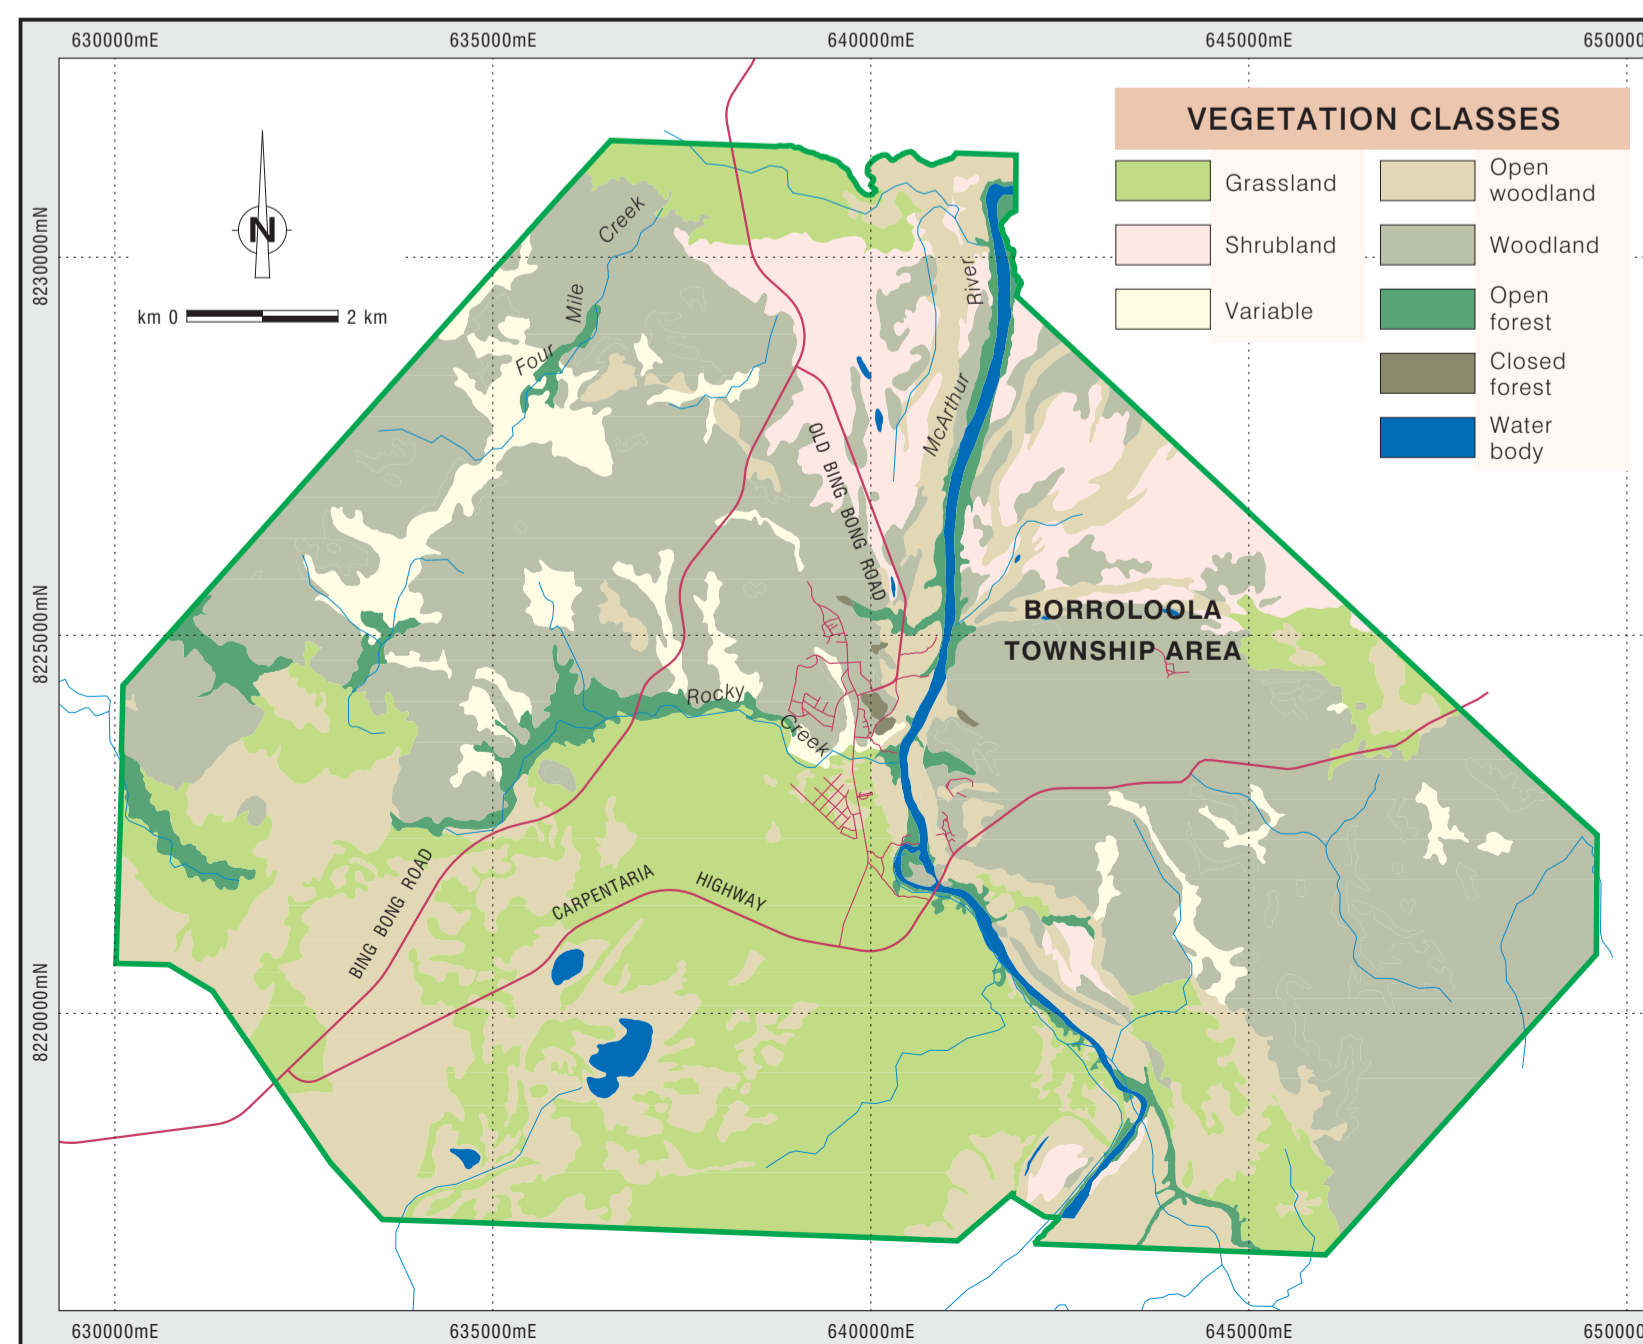 630000mE 635000mE 640000mE 645000mE 650000
VEGETATION CLASSES
Grassland
Shrubland
Variable
Open
woodland
Woodland
Open
forest
Closed
forest
Water
body
8230000mN
8225000mN
8220000mN
N
km 0 2 km
Four Mile Creek
McArthur River
OLD BING BONG ROAD
BORROLOOLA
TOWNSHIP AREA
Rocky Creek
BING BONG ROAD
CARPENTARIA HIGHWAY
630000mE 635000mE 640000mE 645000mE 650000